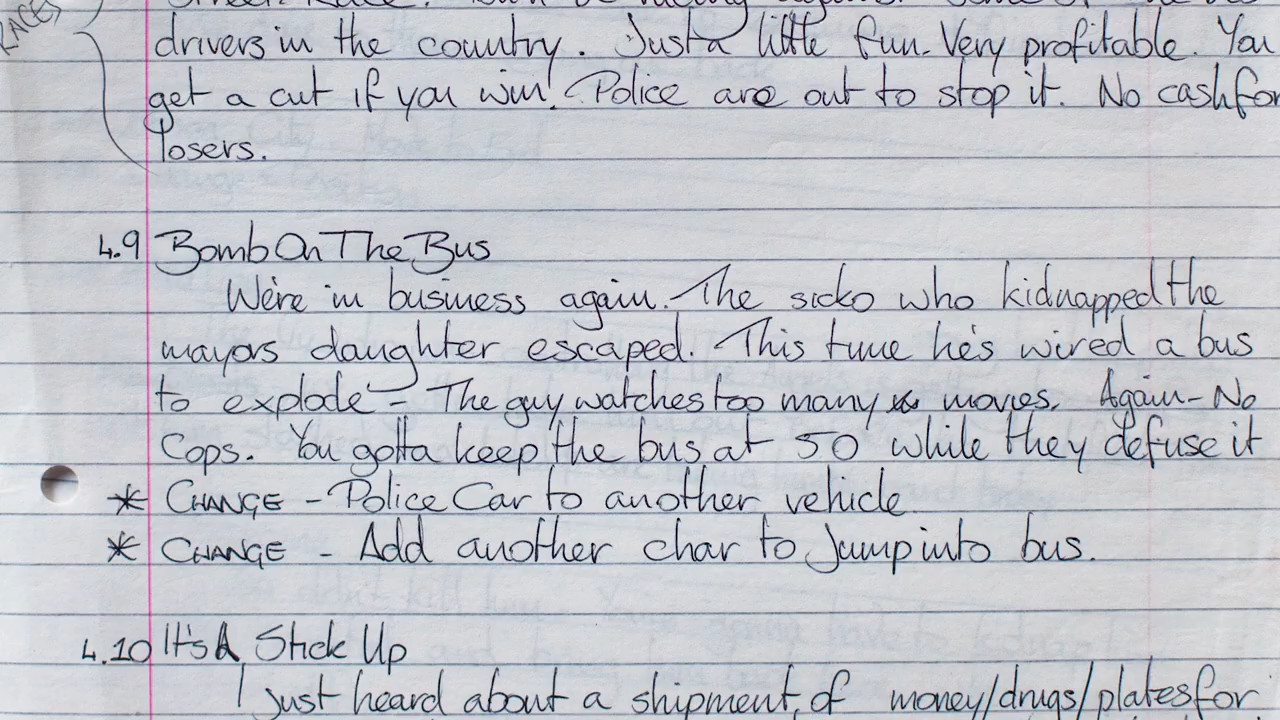 RACES
drivers in the country. Just a little fun. Very profitable. You
get a cut if you win! Police are out to stop it. No cash for
losers.
4.9 Bomb On The Bus
We're in business again. The sicko who kidnapped the
mayors daughter escaped. This time he's wired a bus
to explode - The guy watches too many movies. Again - No
Cops. You gotta keep the bus at 50 while they defuse it
* CHANGE - Police Car to another vehicle
* CHANGE - Add another char to jump into bus.
4.10 It's A Stick Up
I just heard about a shipment of money/drugs/plates for